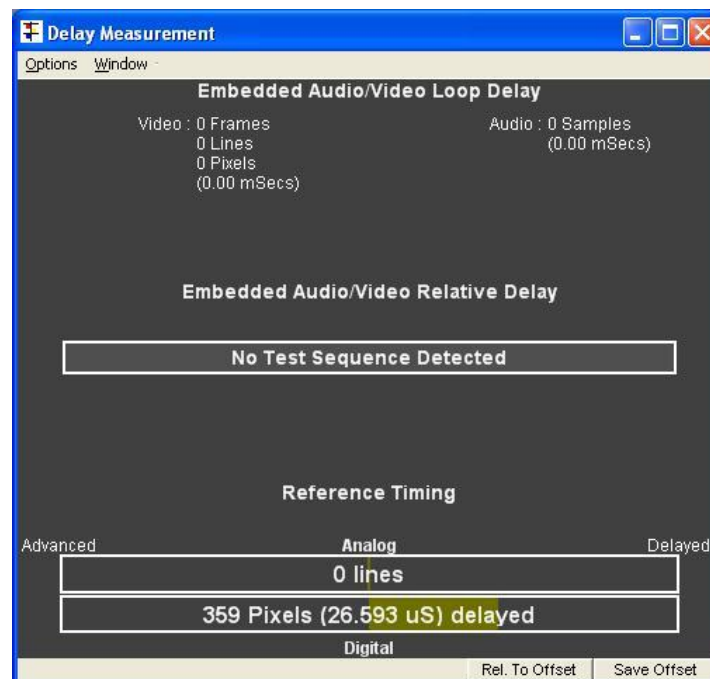 Delay Measurement
Options Window
Embedded Audio/Video Loop Delay
Video : 0 Frames
0 Lines
0 Pixels
(0.00 mSecs)
Audio : 0 Samples
(0.00 mSecs)
Embedded Audio/Video Relative Delay
No Test Sequence Detected
Reference Timing
Advanced Analog Delayed
0 lines
359 Pixels (26.593 uS) delayed
Digital
Rel. To Offset Save Offset